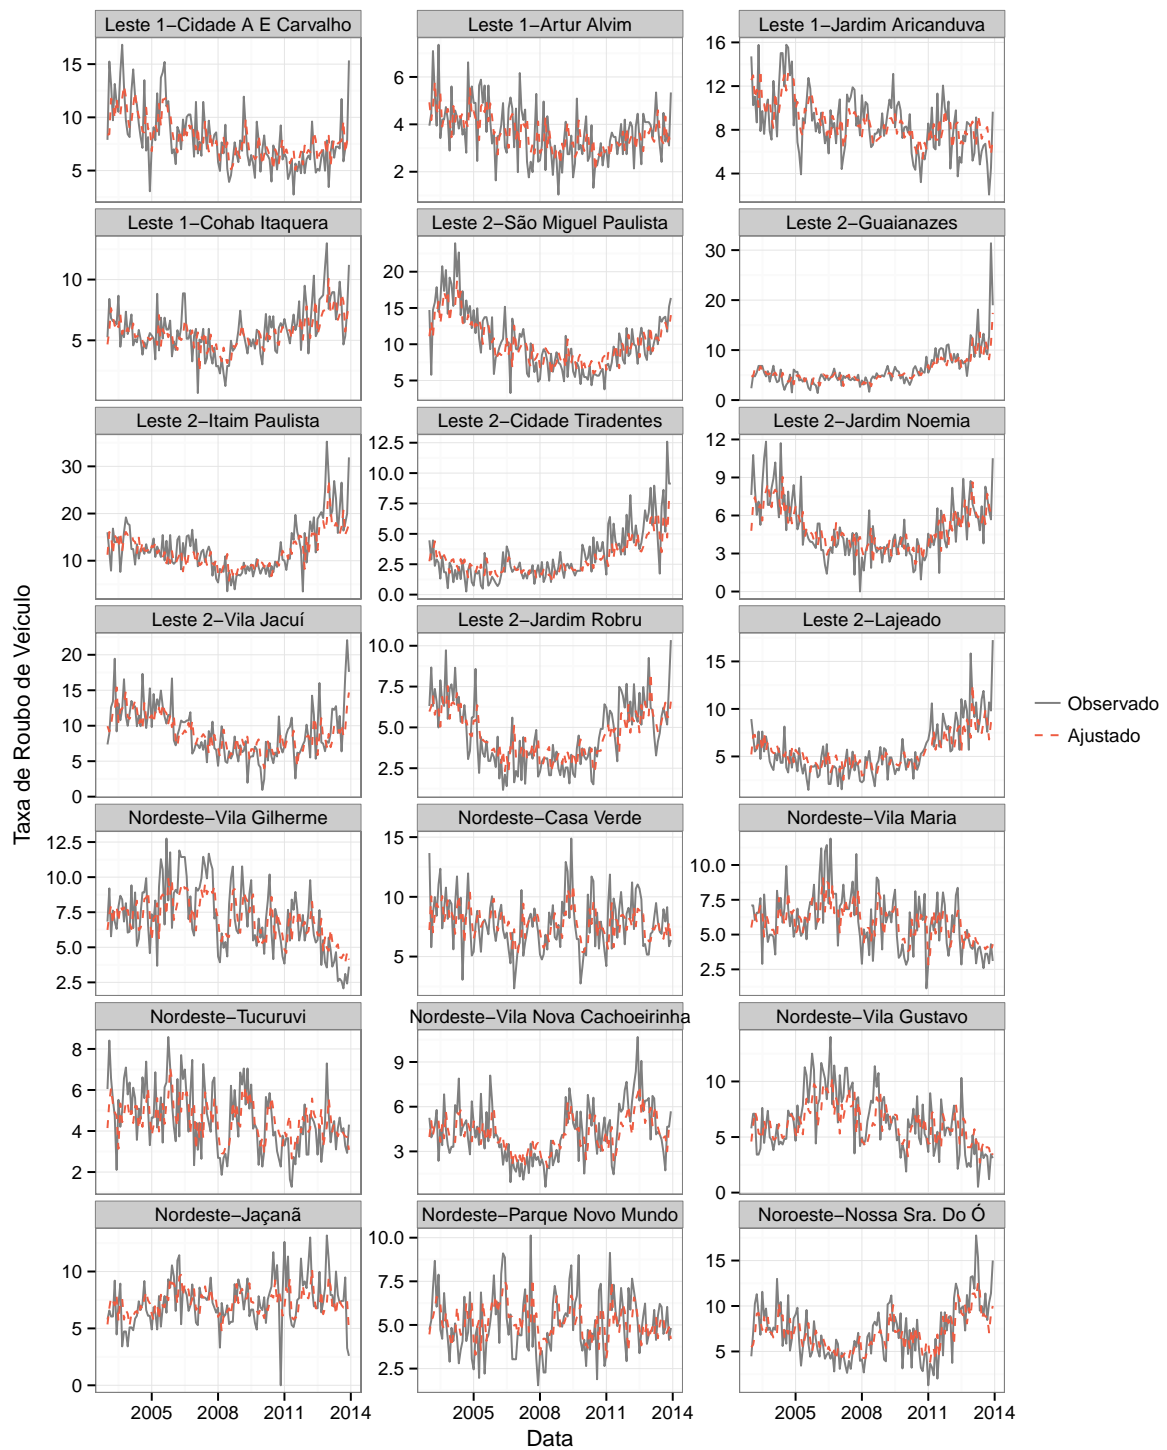 Leste 1−Cidade A E Carvalho
Leste 1−Artur Alvim
Leste 1−Jardim Aricanduva
15
10
5
6
4
2
16
12
8
4
Leste 1−Cohab Itaquera
Leste 2−São Miguel Paulista
Leste 2−Guaianazes
10
5
20
15
10
5
30
20
10
0
Leste 2−Itaim Paulista
Leste 2−Cidade Tiradentes
Leste 2−Jardim Noemia
30
20
10
12.5
10.0
7.5
5.0
2.5
0.0
12
9
6
3
0
Leste 2−Vila Jacuí
Leste 2−Jardim Robru
Leste 2−Lajeado
20
15
10
5
0
10.0
7.5
5.0
2.5
15
10
5
Nordeste−Vila Gilherme
Nordeste−Casa Verde
Nordeste−Vila Maria
12.5
10.0
7.5
5.0
2.5
15
10
5
10.0
7.5
5.0
2.5
Nordeste−Tucuruvi
Nordeste−Vila Nova Cachoeirinha
Nordeste−Vila Gustavo
8
6
4
2
9
6
3
10
5
0
Nordeste−Jaçanã
Nordeste−Parque Novo Mundo
Noroeste−Nossa Sra. Do Ó
10
5
0
10.0
7.5
5.0
2.5
15
10
5
2005 2008 2011 2014
2005 2008 2011 2014
2005 2008 2011 2014
Data
Taxa de Roubo de Veículo
Observado
Ajustado